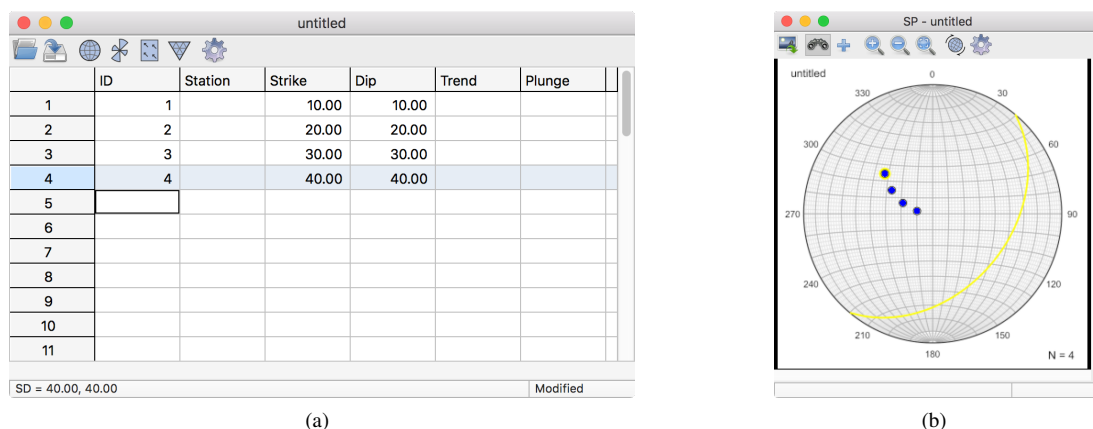 untitled
ID Station Strike Dip Trend Plunge
1 1 10.00 10.00
2 2 20.00 20.00
3 3 30.00 30.00
4 4 40.00 40.00
5
6
7
8
9
10
11
SD = 40.00, 40.00 Modified
(a)
SP - untitled
untitled
0
330 30
300 60
270 90
240 120
210 150
180
N = 4
(b)